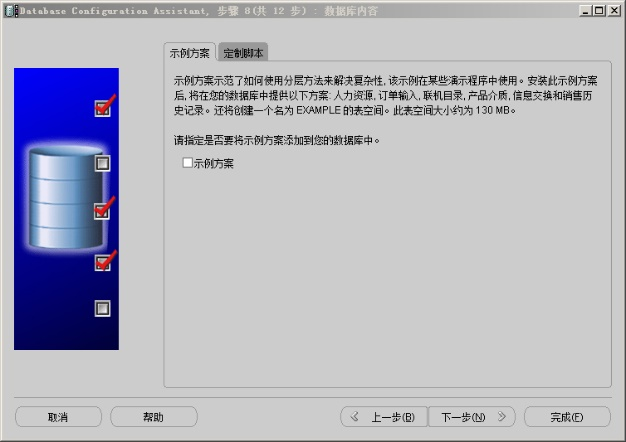 Database Configuration Assistant, 步骤 8(共 12 步) : 数据库内容
示例方案 定制脚本
示例方案示范了如何使用分层方法来解决复杂性, 该示例在某些演示程序中使用。安装此示例方案
后, 将在您的数据库中提供以下方案: 人力资源, 订单输入, 联机目录, 产品介质, 信息交换和销售历
史记录。还将创建一个名为 EXAMPLE 的表空间。此表空间大小约为 130 MB。
请指定是否要将示例方案添加到您的数据库中。
示例方案
取消 帮助 上一步(B) 下一步(N) 完成(F)